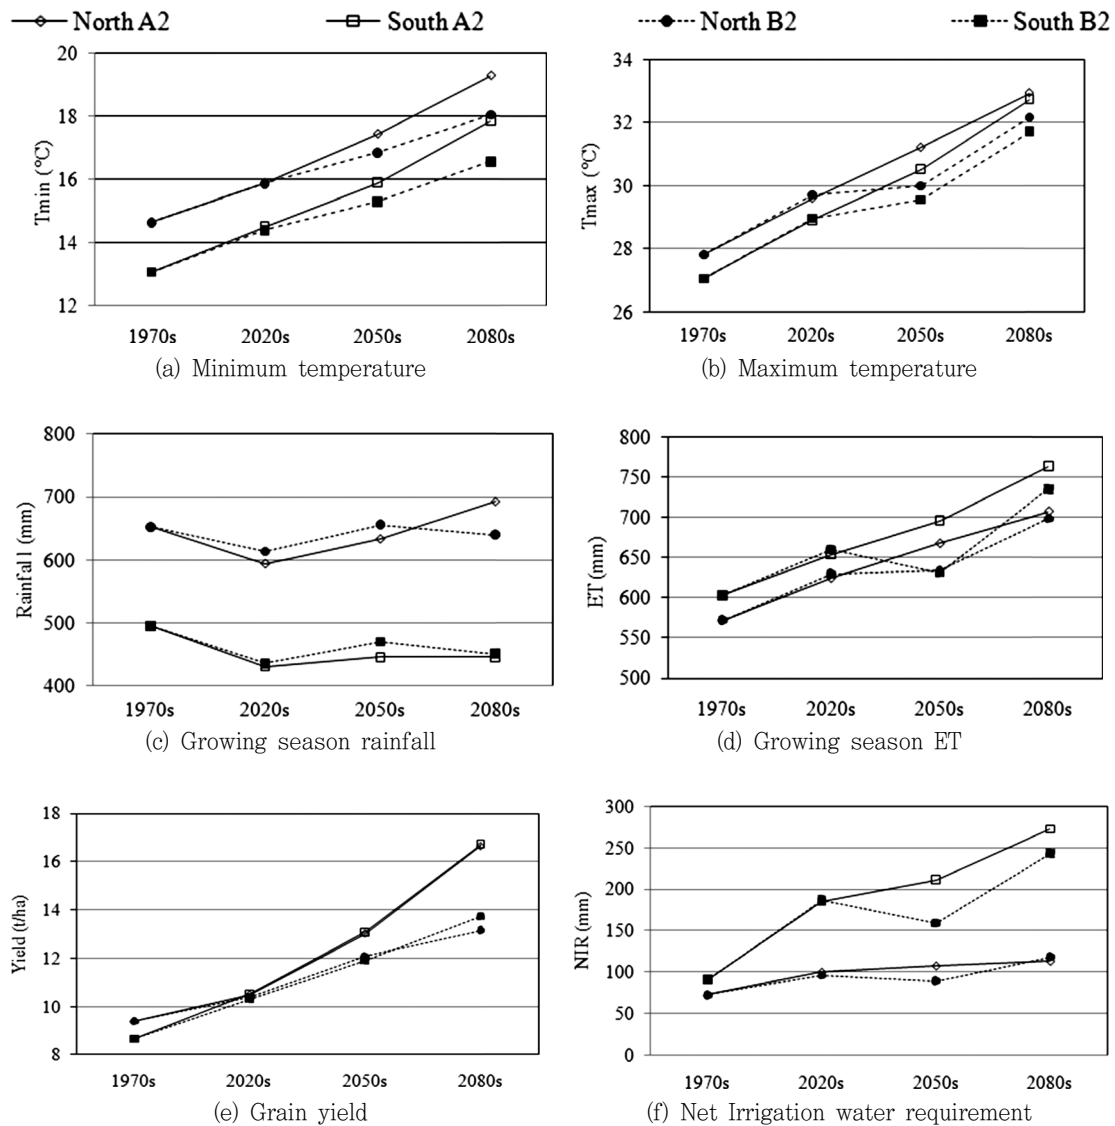 North A2 South A2 North B2 South B2
20
18
16
14
12
Tmin (°C)
1970s 2020s 2050s 2080s
(a) Minimum temperature
34
32
30
28
26
Tmax (°C)
1970s 2020s 2050s 2080s
(b) Maximum temperature
800
700
600
500
400
Rainfall (mm)
1970s 2020s 2050s 2080s
(c) Growing season rainfall
800
750
700
650
600
550
500
ET (mm)
1970s 2020s 2050s 2080s
(d) Growing season ET
18
16
14
12
10
8
Yield (t/ha)
1970s 2020s 2050s 2080s
(e) Grain yield
300
250
200
150
100
50
0
NIR (mm)
1970s 2020s 2050s 2080s
(f) Net Irrigation water requirement